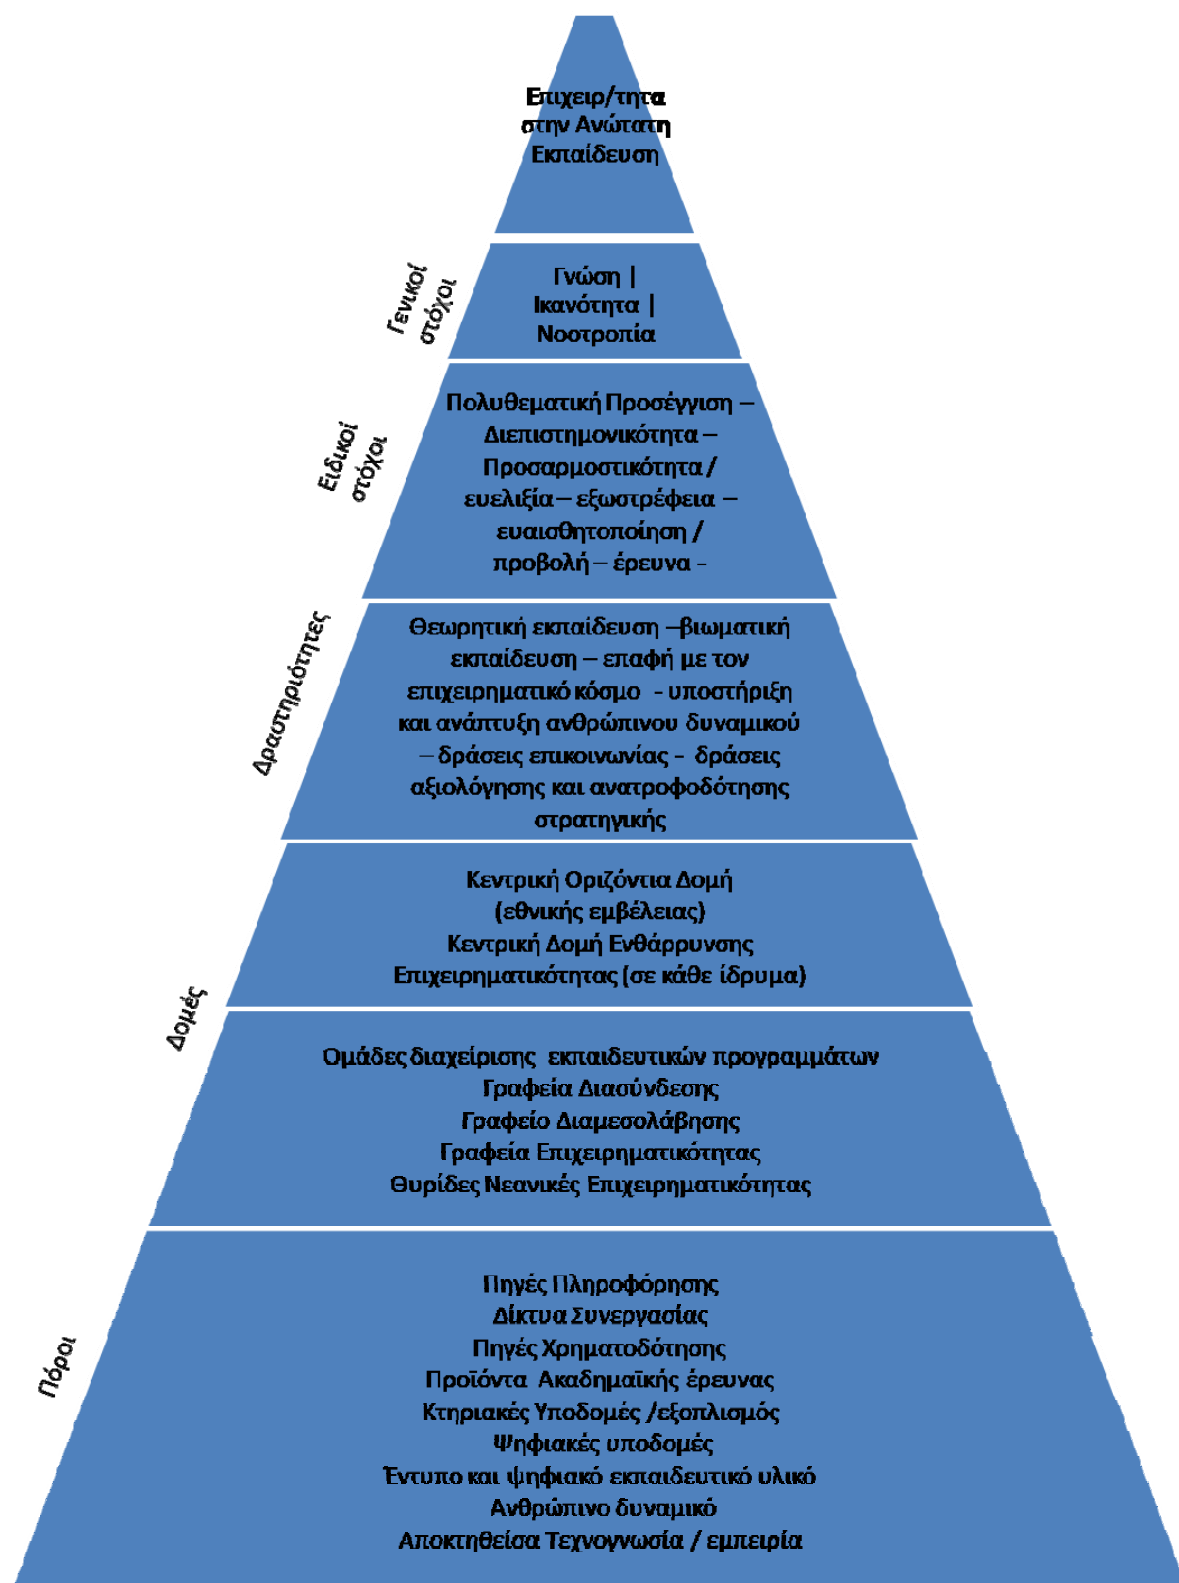 Επιχειρ/τητα
στην Ανώτατη
Εκπαίδευση
Γενικοί
στόχοι
Γνώση |
Ικανότητα |
Νοοτροπία
Ειδικοί
στόχοι
Πολυθεματική Προσέγγιση –
Διεπιστημονικότητα –
Προσαρμοστικότητα /
ευελιξία – εξωστρέφεια –
ευαισθητοποίηση /
προβολή – έρευνα -
Δραστηριότητες
Θεωρητική εκπαίδευση –βιωματική
εκπαίδευση – επαφή με τον
επιχειρηματικό κόσμο - υποστήριξη
και ανάπτυξη ανθρώπινου δυναμικού
– δράσεις επικοινωνίας - δράσεις
αξιολόγησης και ανατροφοδότησης
στρατηγικής
Δομές
Κεντρική Οριζόντια Δομή
(εθνικής εμβέλειας)
Κεντρική Δομή Ενθάρρυνσης
Επιχειρηματικότητας (σε κάθε ίδρυμα)
Ομάδες διαχείρισης εκπαιδευτικών προγραμμάτων
Γραφεία Διασύνδεσης
Γραφείο Διαμεσολάβησης
Γραφεία Επιχειρηματικότητας
Θυρίδες Νεανικές Επιχειρηματικότητας
Πόροι
Πηγές Πληροφόρησης
Δίκτυα Συνεργασίας
Πηγές Χρηματοδότησης
Προϊόντα Ακαδημαϊκής έρευνας
Κτηριακές Υποδομές /εξοπλισμός
Ψηφιακές υποδομές
Έντυπο και ψηφιακό εκπαιδευτικό υλικό
Ανθρώπινο δυναμικό
Αποκτηθείσα Τεχνογνωσία / εμπειρία